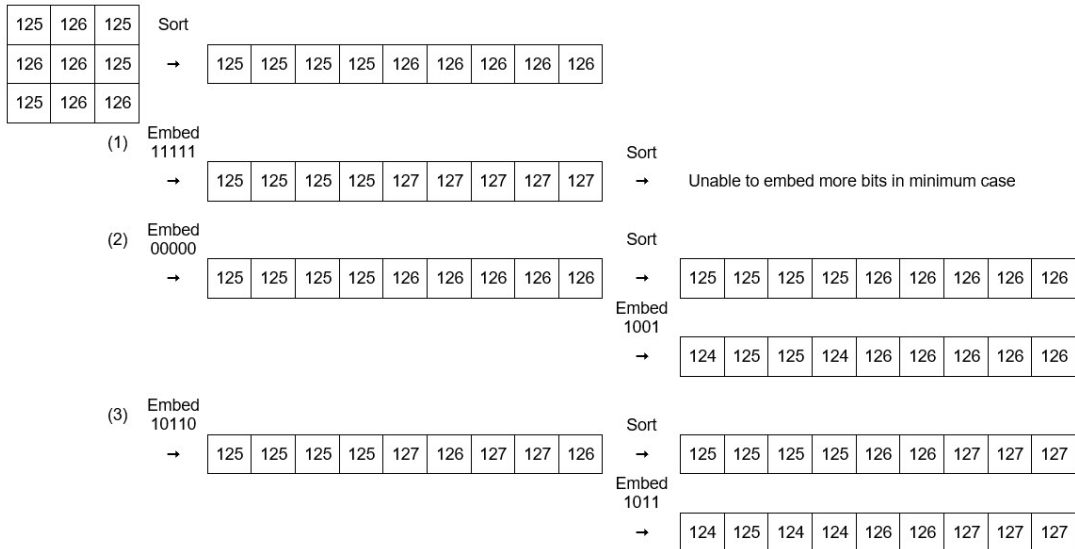 125 126 125 Sort
126 126 125 → 125 125 125 125 126 126 126 126 126
125 126 126
(1) Embed
11111 Sort
→ 125 125 125 125 127 127 127 127 127 → Unable to embed more bits in minimum case
(2) Embed
00000 Sort
→ 125 125 125 125 126 126 126 126 126 → 125 125 125 125 126 126 126 126 126
Embed
1001
→ 124 125 125 124 126 126 126 126 126
(3) Embed
10110 Sort
→ 125 125 125 125 127 126 127 127 126 → 125 125 125 125 126 126 127 127 127
Embed
1011
→ 124 125 124 124 126 126 127 127 127